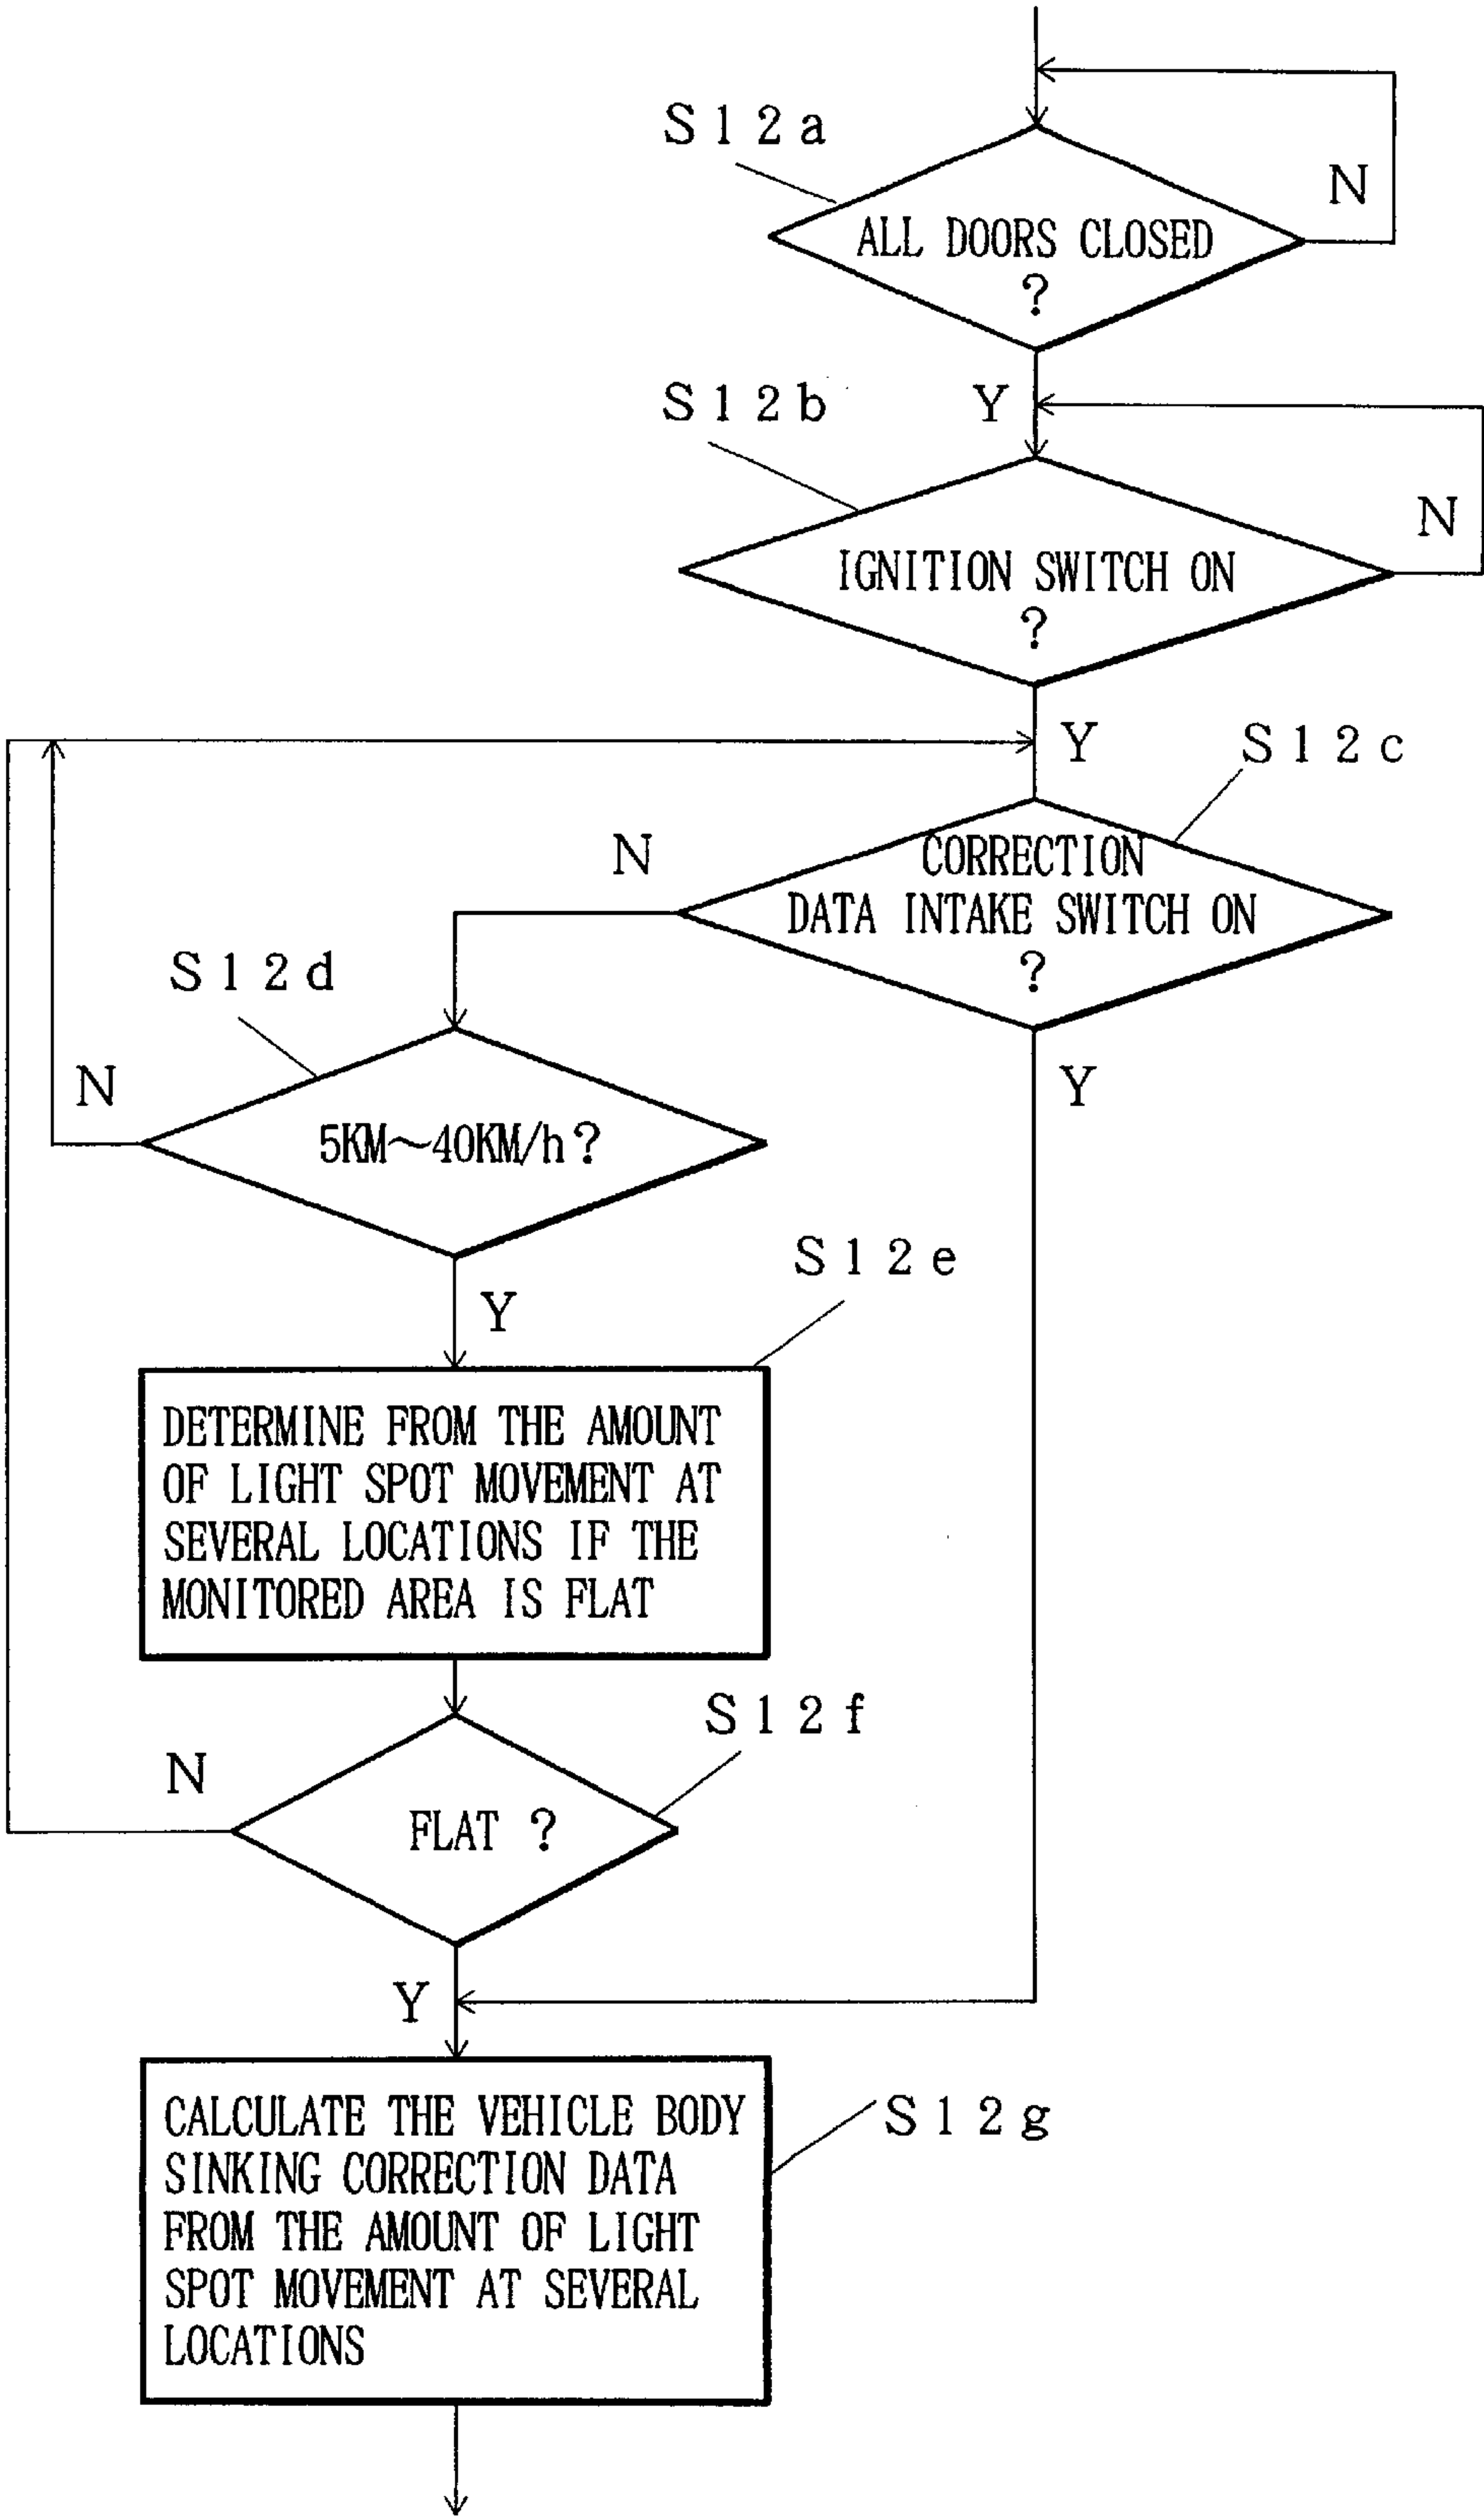 S12a
N
ALL DOORS CLOSED
?
S12b
Y
N
IGNITION SWITCH ON
?
Y
S12c
N
CORRECTION
DATA INTAKE SWITCH ON
?
S12d
N
Y
5KM～40KM/h?
S12e
Y
DETERMINE FROM THE AMOUNT
OF LIGHT SPOT MOVEMENT AT
SEVERAL LOCATIONS IF THE
MONITORED AREA IS FLAT
S12f
N
FLAT ?
Y
CALCULATE THE VEHICLE BODY
SINKING CORRECTION DATA
FROM THE AMOUNT OF LIGHT
SPOT MOVEMENT AT SEVERAL
LOCATIONS
S12g